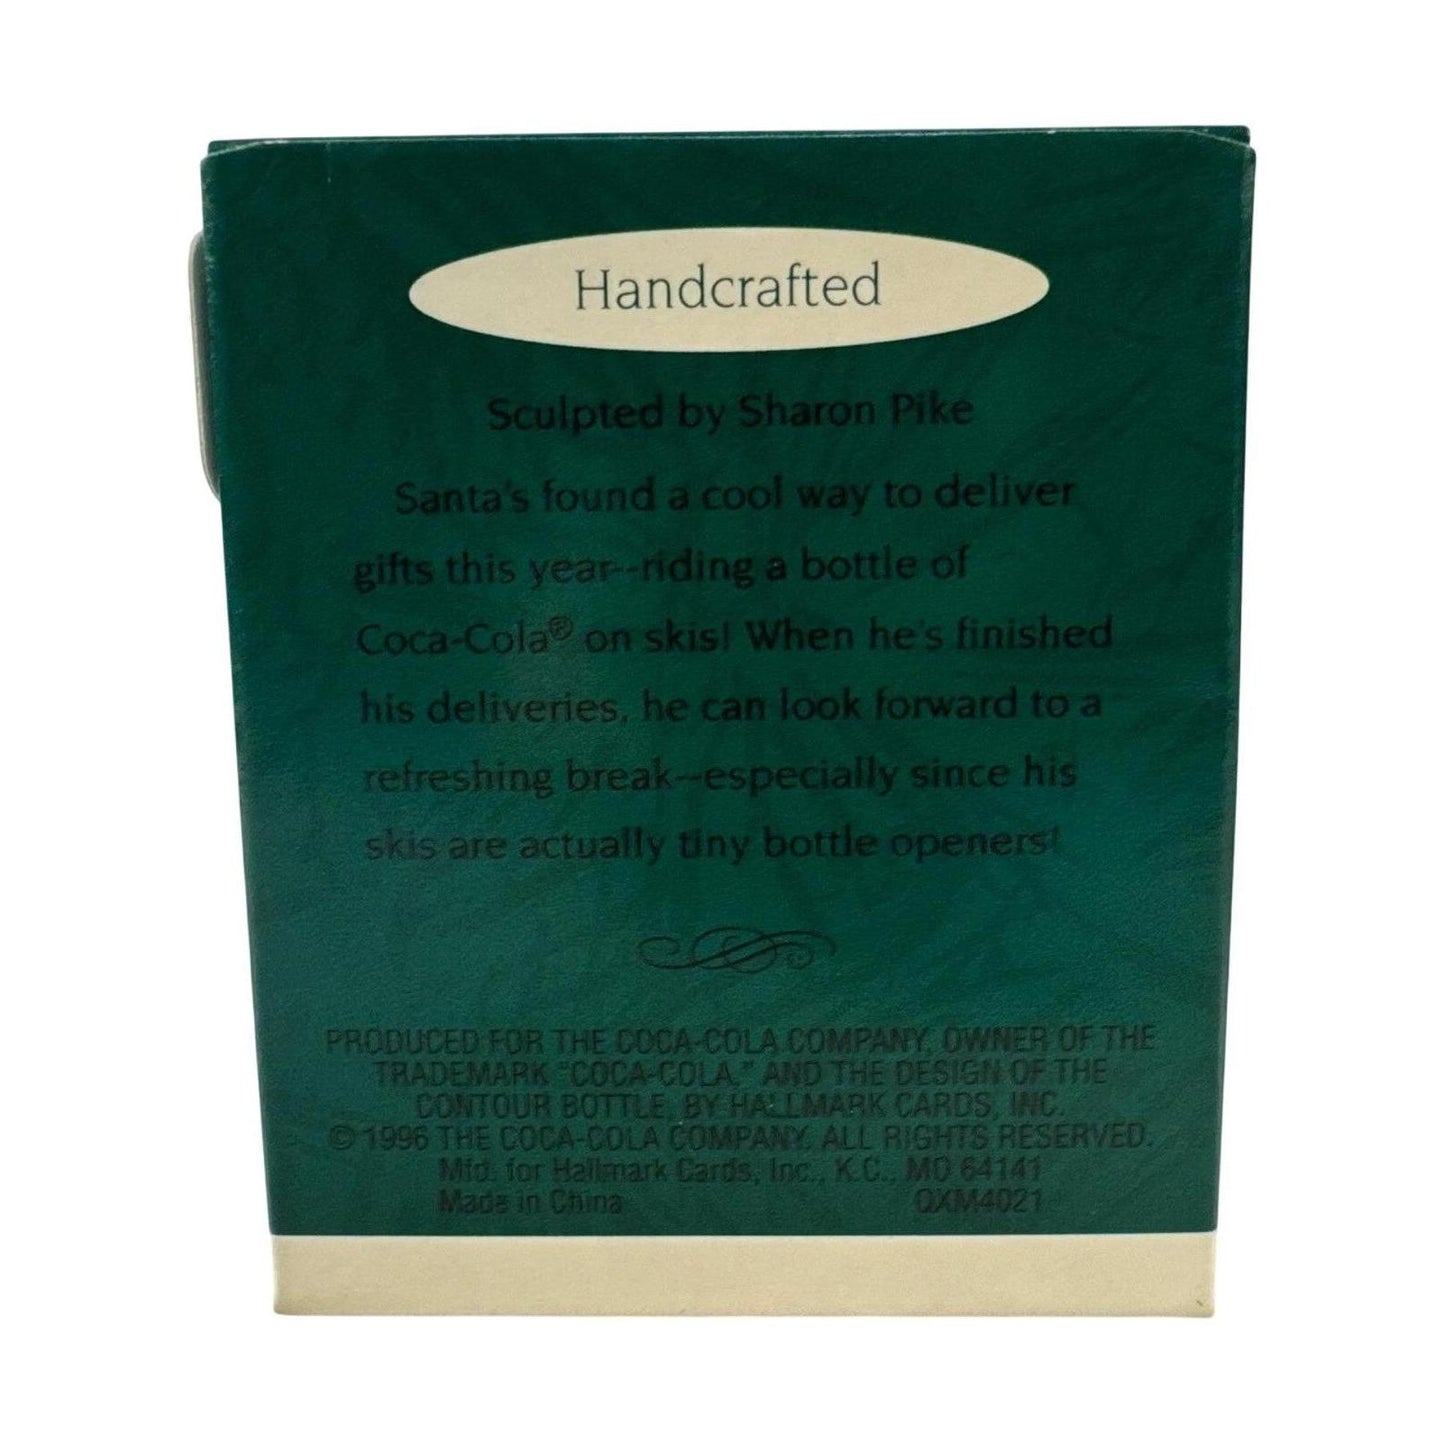 Handcrafted
Sculpted by Sharon Pike
Santa's found a cool way to deliver
gifts this year--riding a bottle of
Coca-Cola® on skis! When he's finished
his deliveries, he can look forward to a
refreshing break--especially since his
skis are actually tiny bottle openers!
PRODUCED FOR THE COCA-COLA COMPANY, OWNER OF THE
TRADEMARK "COCA-COLA," AND THE DESIGN OF THE
CONTOUR BOTTLE, BY HALLMARK CARDS, INC.
© 1996 THE COCA-COLA COMPANY. ALL RIGHTS RESERVED.
Mfd. for Hallmark Cards, Inc., K.C., MO 64141
Made in China QXM4021